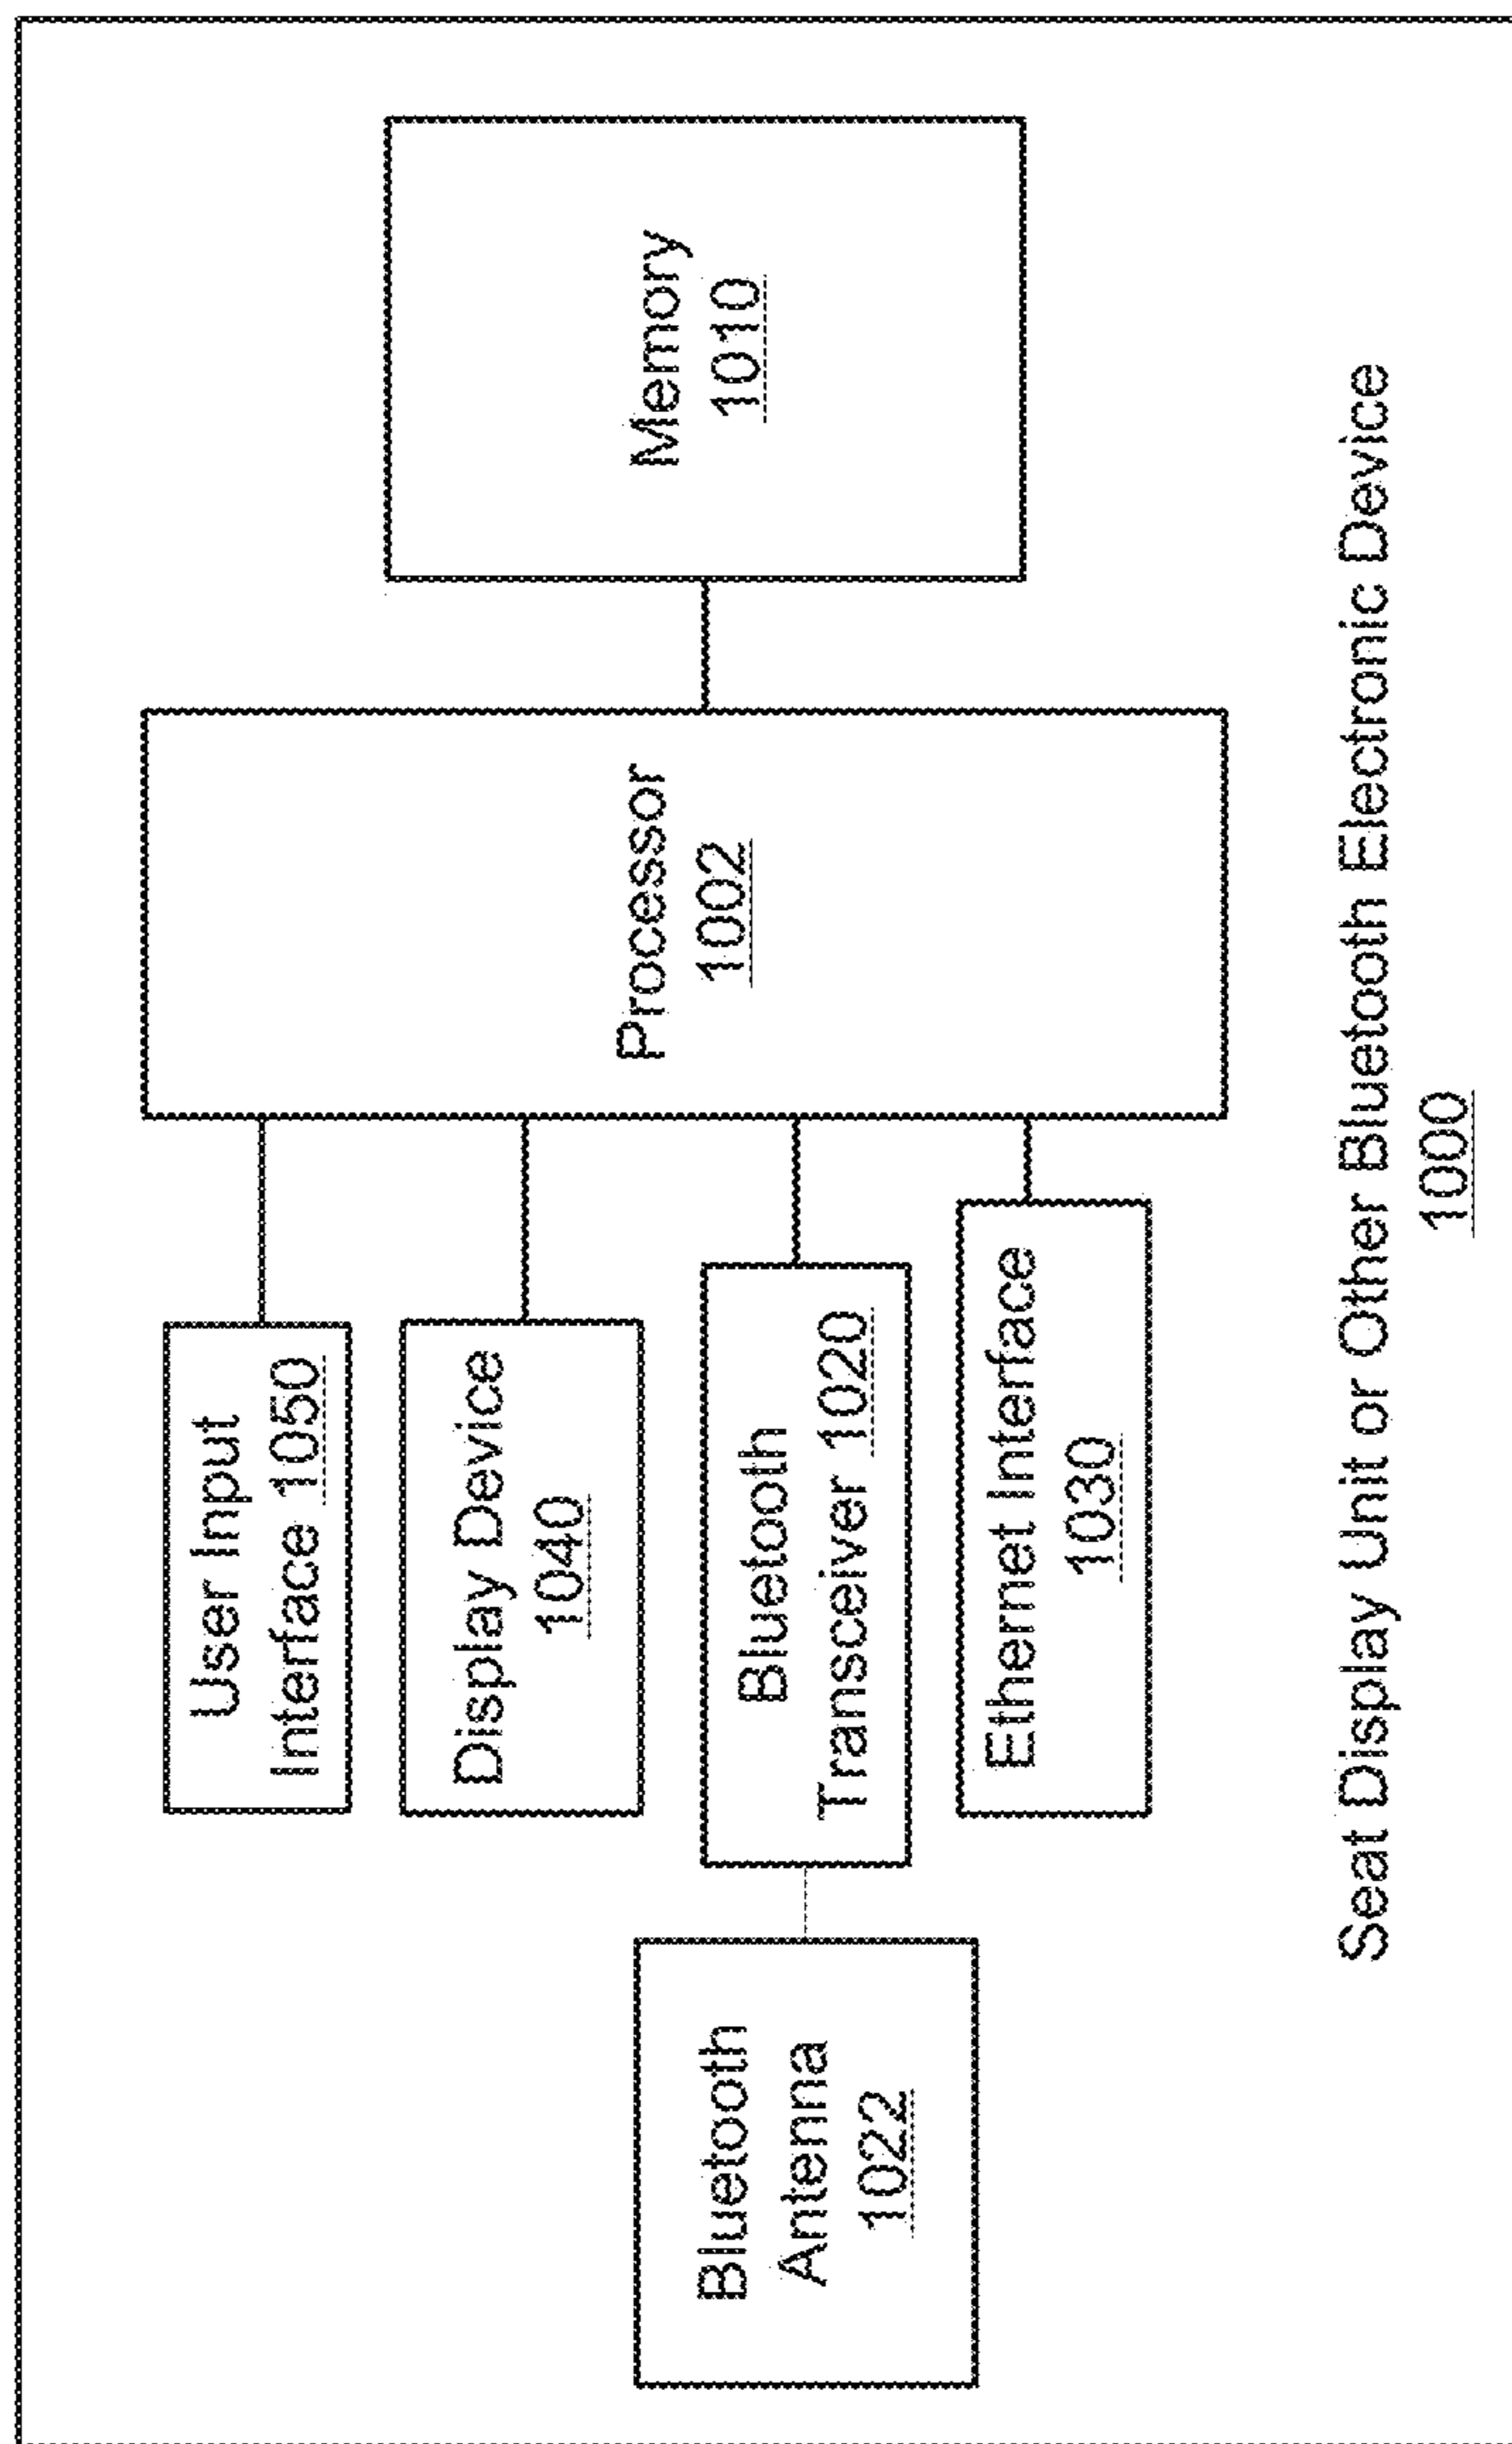 User Input
Interface 1050
Display Device
1040
Bluetooth
Antenna
1022
Bluetooth
Transceiver 1020
Ethernet Interface
1030
Processor
1002
Memory
1010
Seat Display Unit or Other Bluetooth Electronic Device
1000